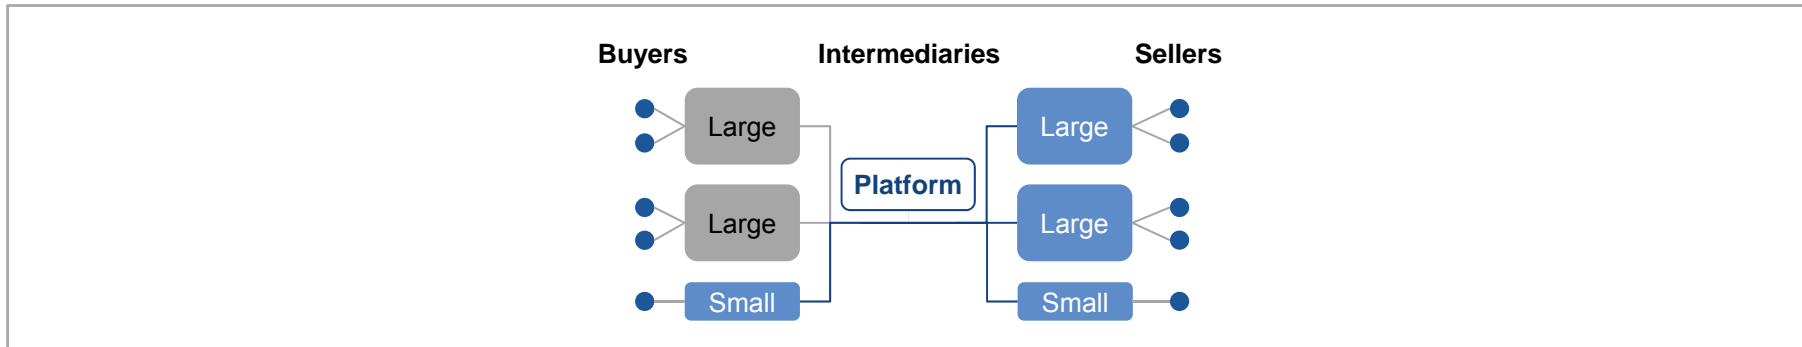 Buyers Intermediaries Sellers
Large Large
Platform
Large Large
Small Small